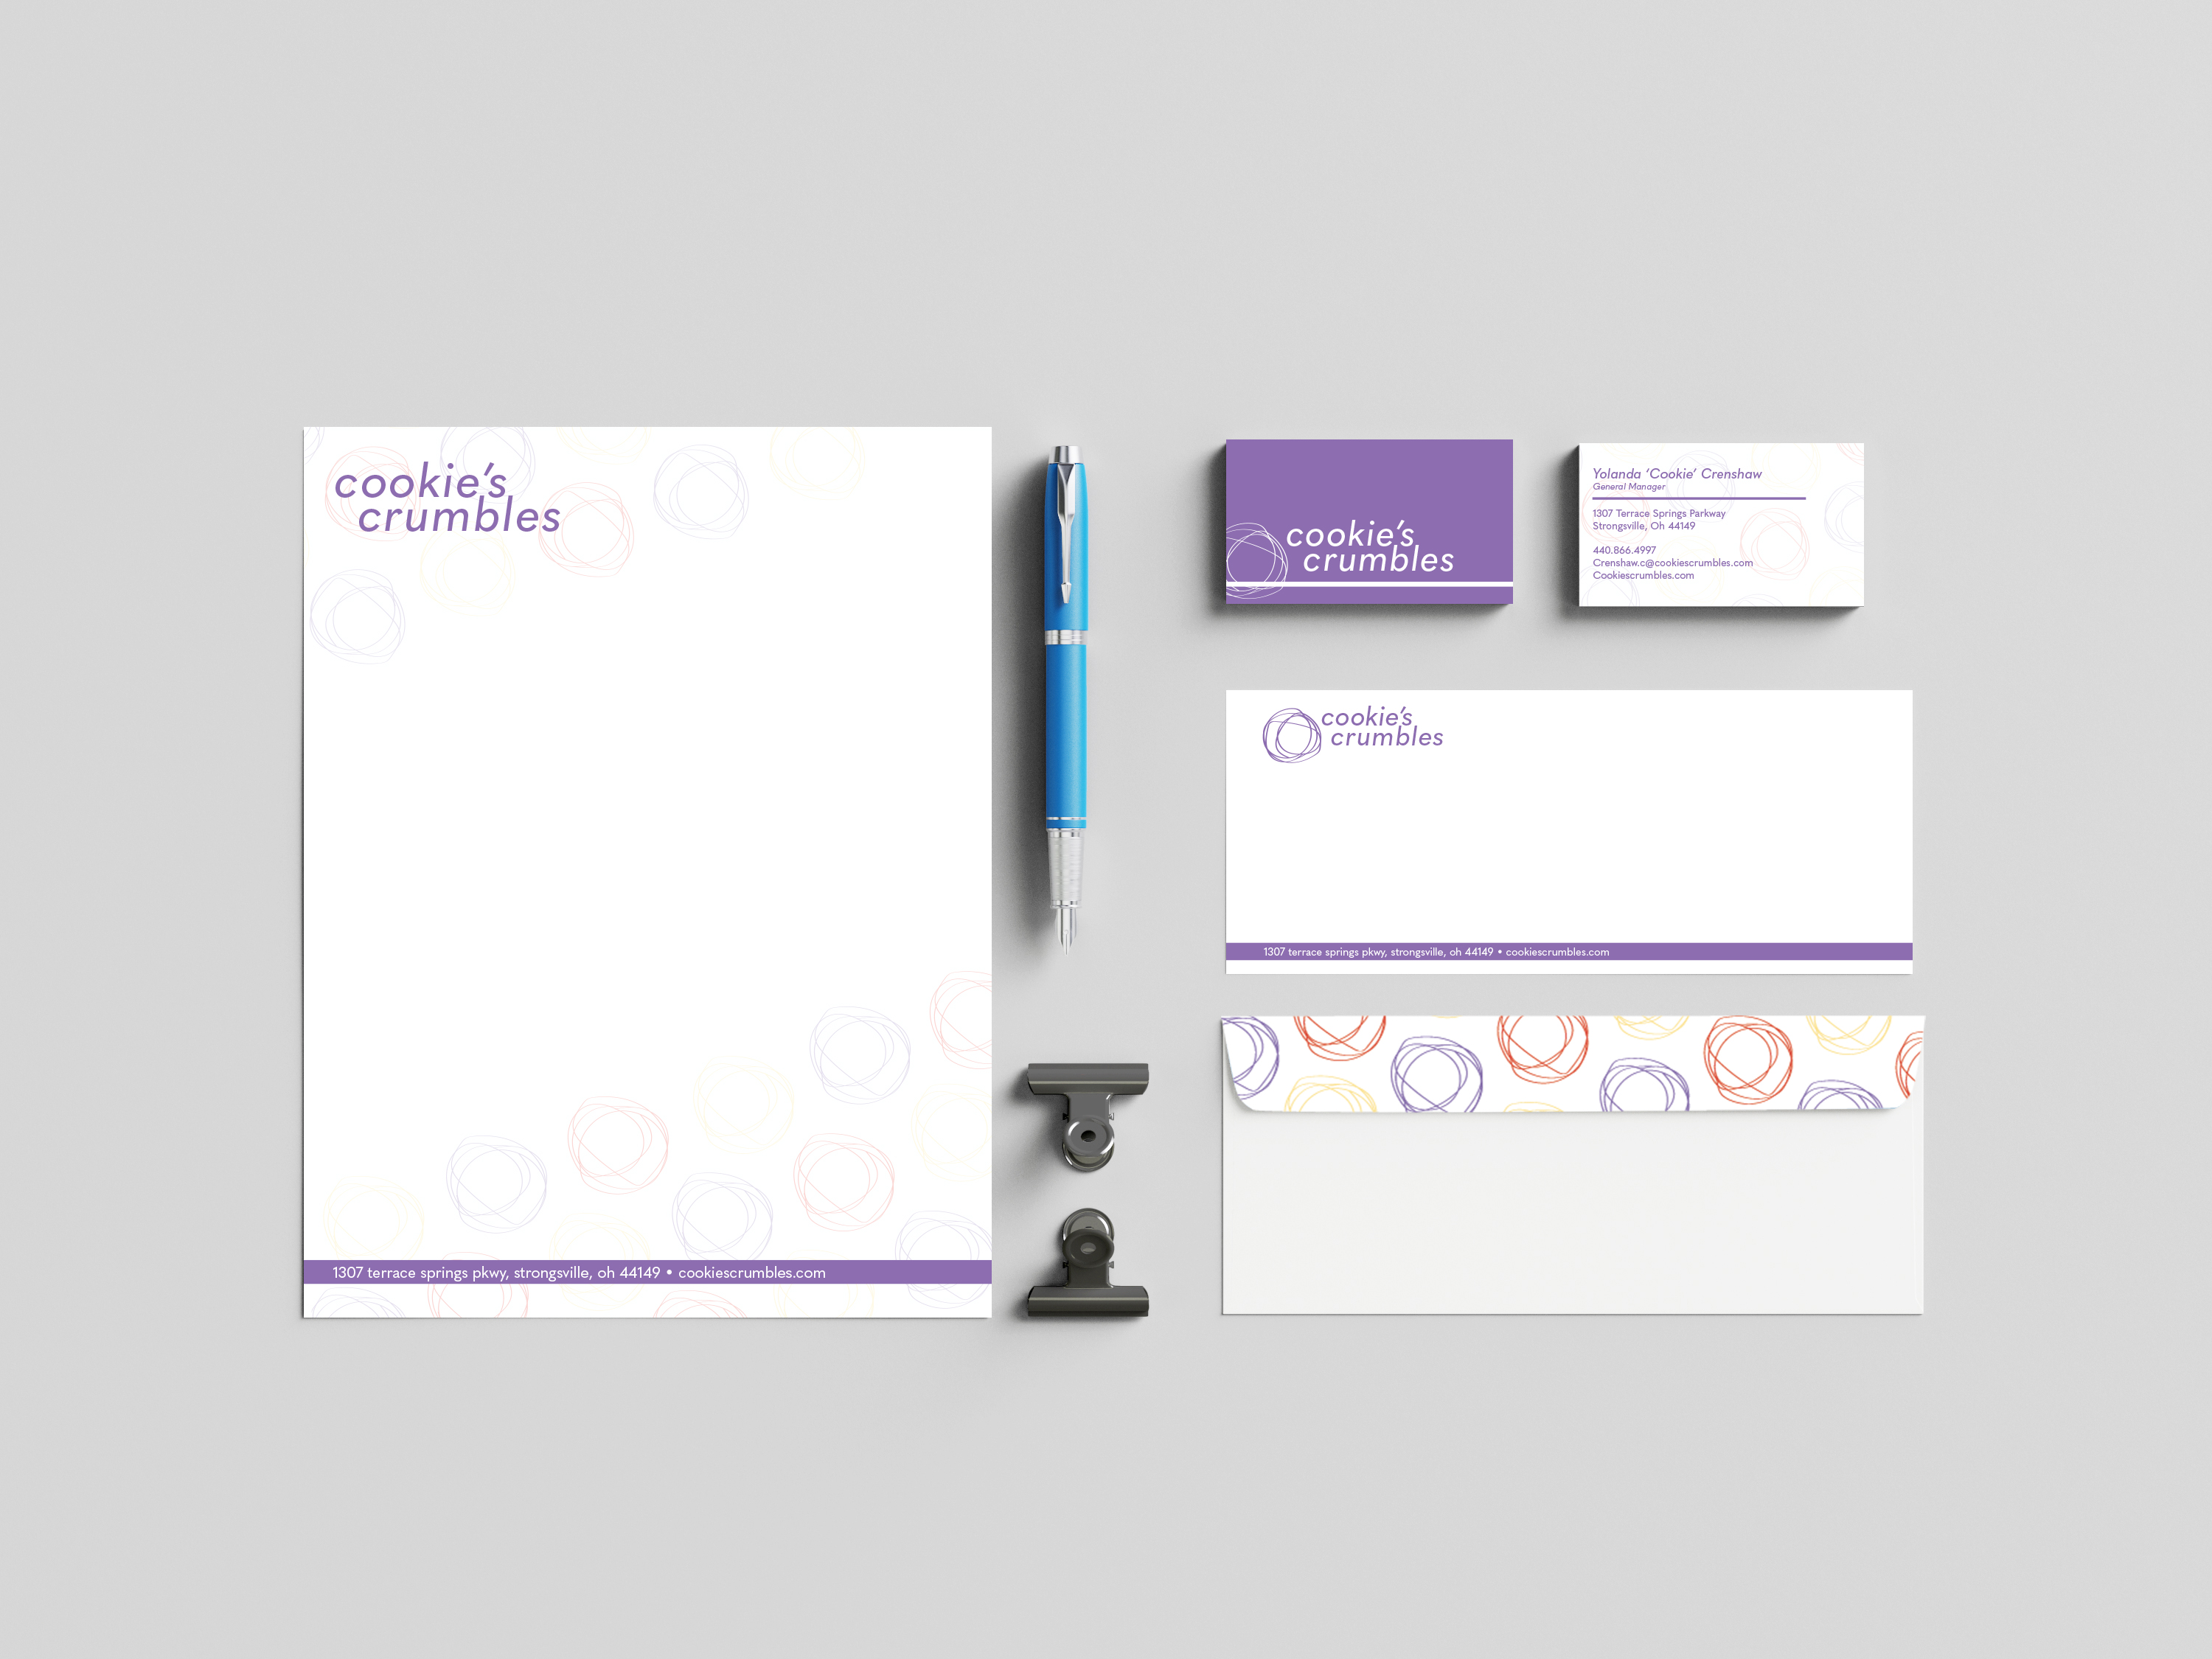 cookie's
crumbles
1307 terrace springs pkwy, strongsville, oh 44149 • cookiescrumbles.com
cookie's
crumbles
Yolanda ‘Cookie’ Crenshaw
General Manager
1307 Terrace Springs Parkway
Strongsville, Oh 44149
440.866.4997
Crenshaw.c@cookiescrumbles.com
Cookiescrumbles.com
cookie's
crumbles
1307 terrace springs pkwy, strongsville, oh 44149 • cookiescrumbles.com